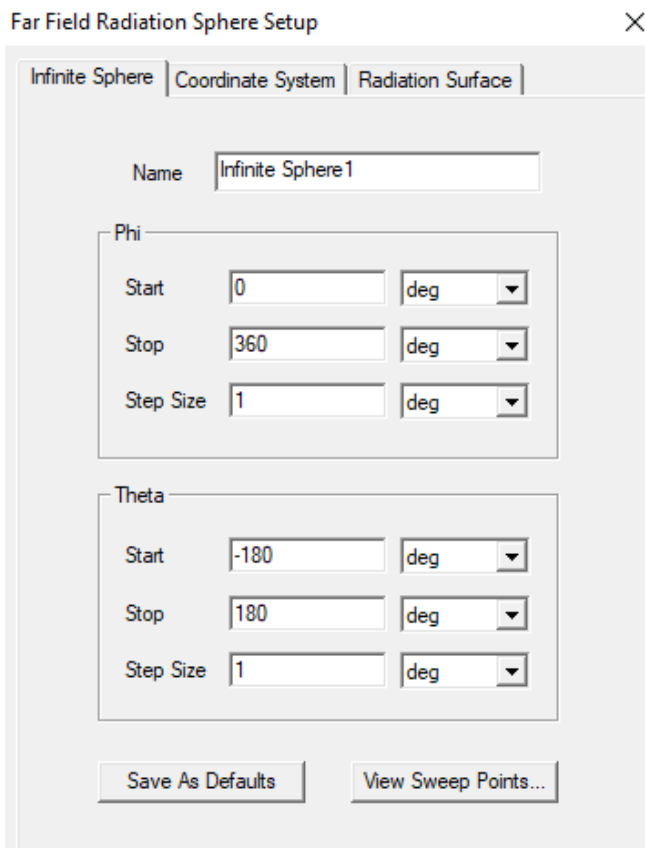 Far Field Radiation Sphere Setup
Infinite Sphere Coordinate System Radiation Surface
Name Infinite Sphere1
Phi
Start 0 deg
Stop 360 deg
Step Size 1 deg
Theta
Start -180 deg
Stop 180 deg
Step Size 1 deg
Save As Defaults View Sweep Points...